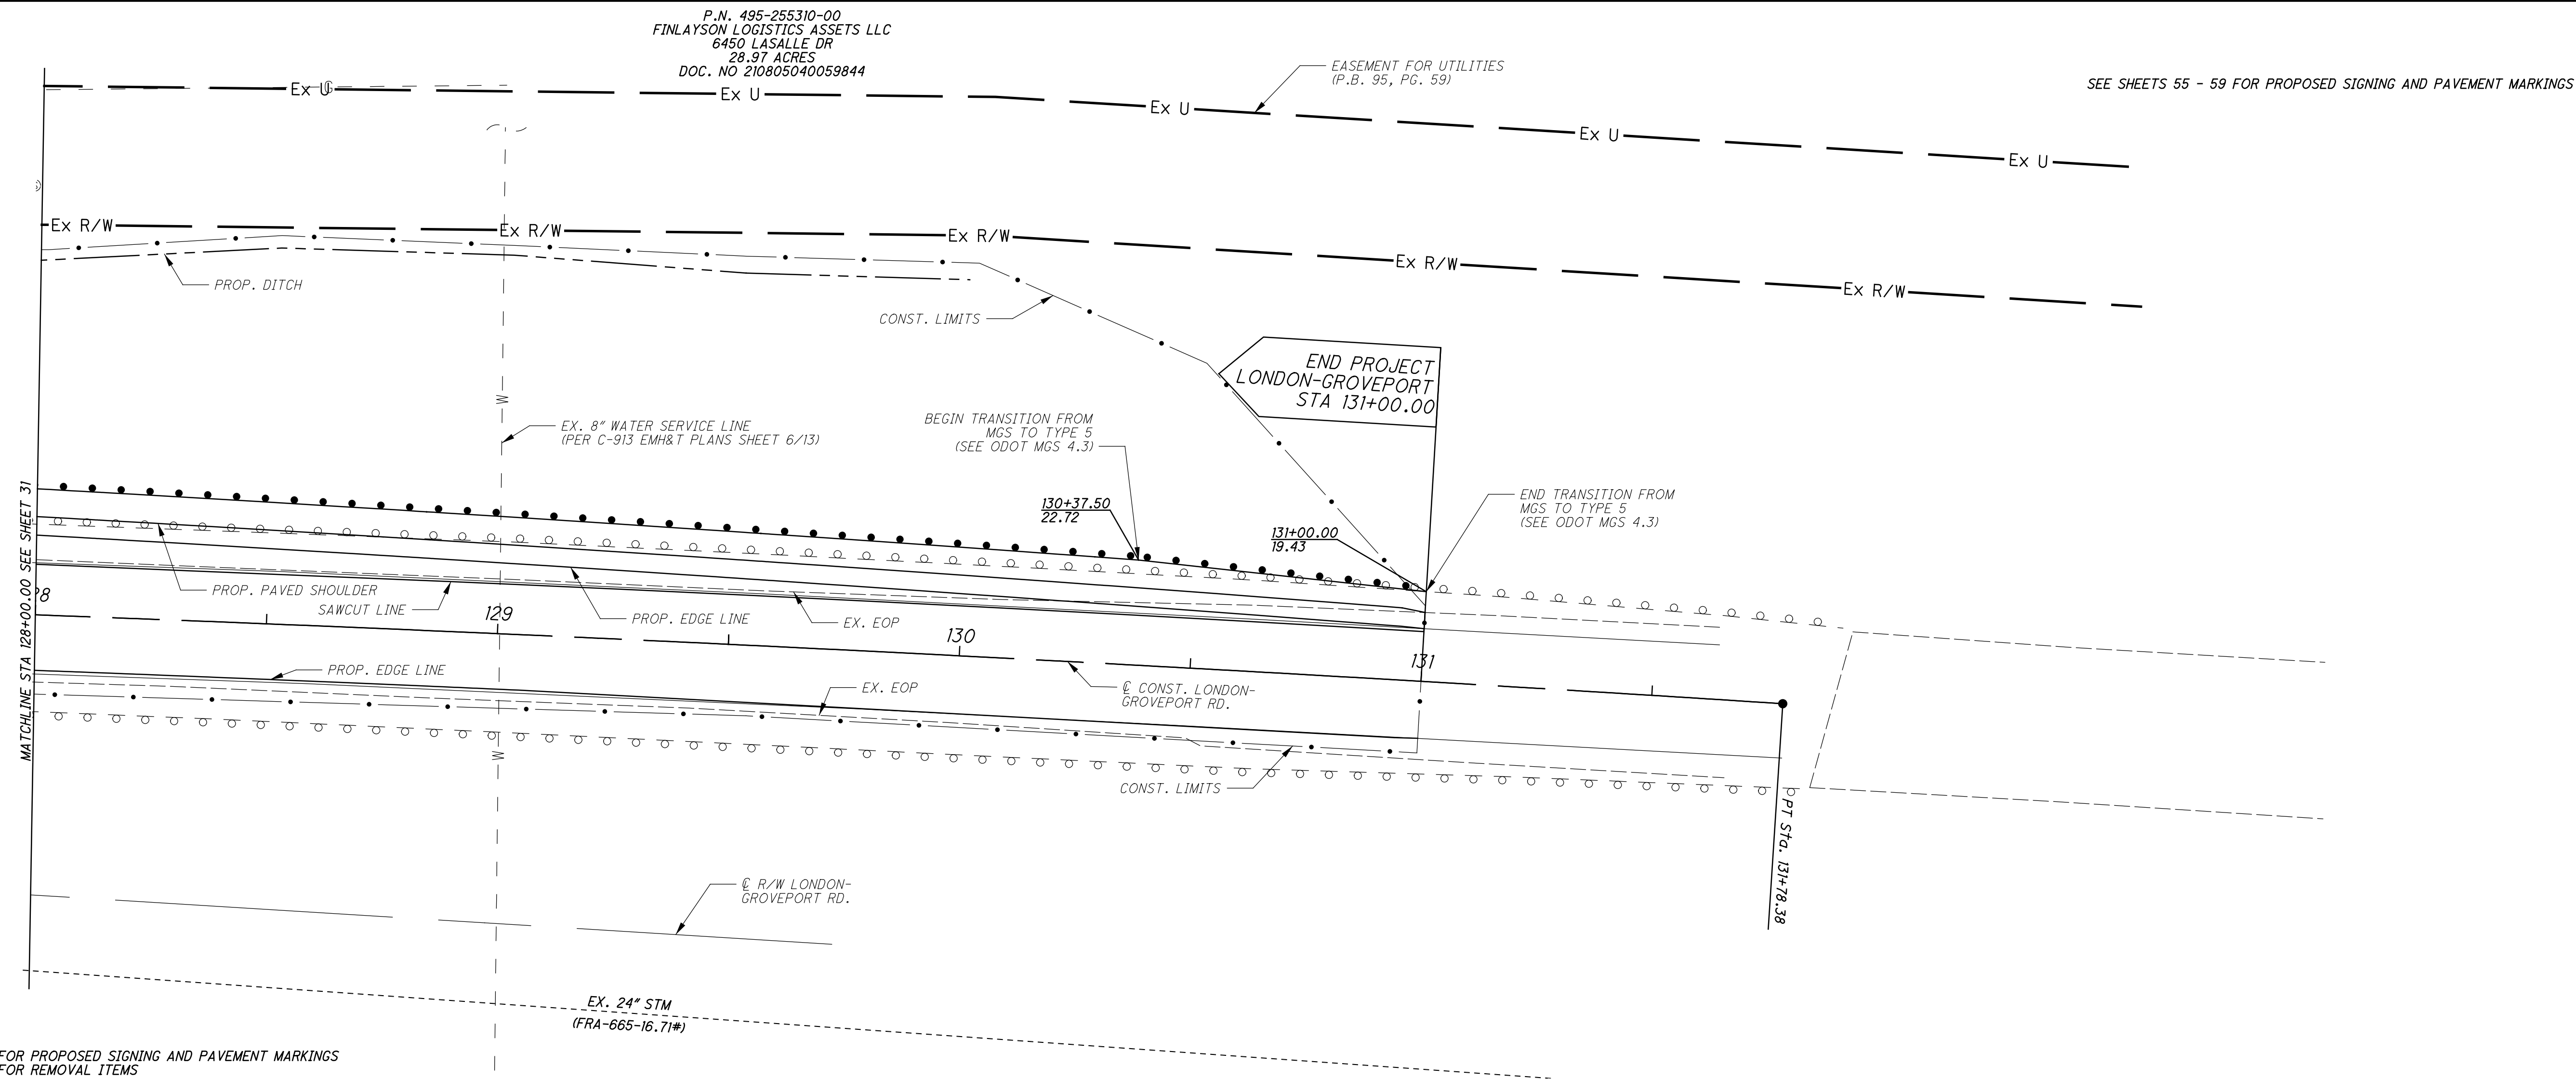 P.N. 495-255310-00
FINLAYSON LOGISTICS ASSETS LLC
6450 LASALLE DR
28.97 ACRES
DOC. NO 210805040059844
EASEMENT FOR UTILITIES
(P.B. 95, PG. 59)
SEE SHEETS 55 - 59 FOR PROPOSED SIGNING AND PAVEMENT MARKINGS
Ex U
Ex U
Ex U
Ex U
Ex U
Ex R/W
Ex R/W
Ex R/W
Ex R/W
Ex R/W
PROP. DITCH
CONST. LIMITS
END PROJECT
LONDON-GROVEPORT
STA 131+00.00
W
EX. 8" WATER SERVICE LINE
(PER C-913 EMH&T PLANS SHEET 6/13)
BEGIN TRANSITION FROM
MGS TO TYPE 5
(SEE ODOT MGS 4.3)
130+37.50
22.72
131+00.00
19.43
END TRANSITION FROM
MGS TO TYPE 5
(SEE ODOT MGS 4.3)
MATCHLINE STA 128+00.00 SEE SHEET 31
PROP. PAVED SHOULDER
SAWCUT LINE
PROP. EDGE LINE
EX. EOP
28
129
130
131
PROP. EDGE LINE
EX. EOP
℄ CONST. LONDON-
GROVEPORT RD.
W
CONST. LIMITS
PT Sta. 131+78.38
℄ R/W LONDON-
GROVEPORT RD.
EX. 24" STM
(FRA-665-16.71#)
FOR PROPOSED SIGNING AND PAVEMENT MARKINGS
FOR REMOVAL ITEMS